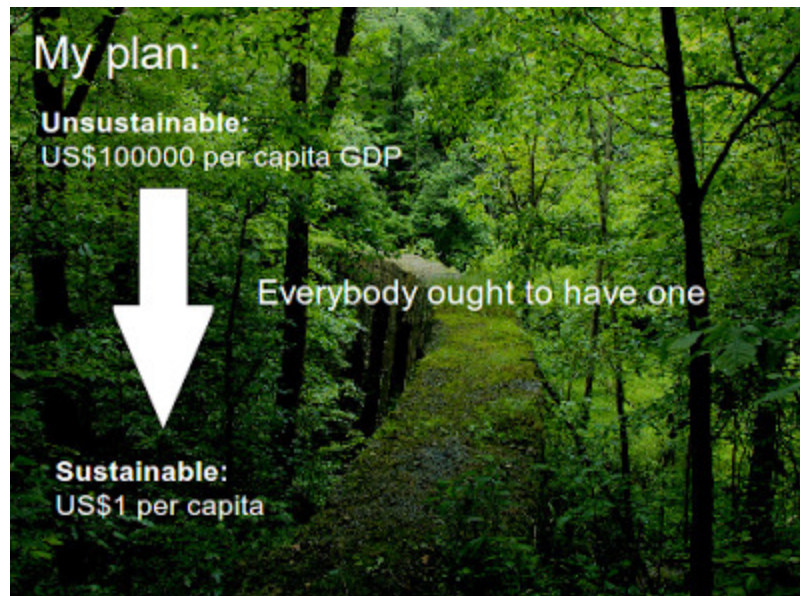 My plan:
Unsustainable:
US$100000 per capita GDP
Everybody ought to have one
Sustainable:
US$1 per capita